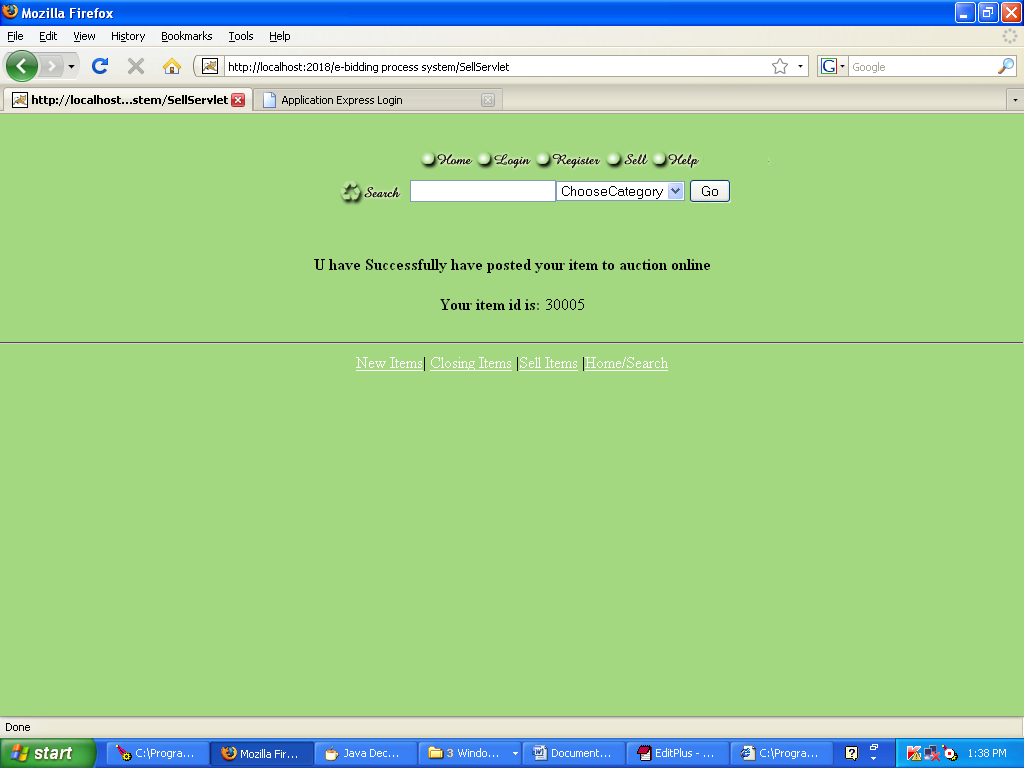 Mozilla Firefox
File Edit View History Bookmarks Tools Help
http://localhost:2018/e-bidding process system/SellServlet Google
http://localhost...stem/SellServlet Application Express Login
Home Login Register Sell Help
Search ChooseCategory Go
U have Successfully have posted your item to auction online
Your item id is: 30005
New Items| Closing Items |Sell Items |Home/Search
Done
start C:\Progra... Mozilla Fir... Java Dec... 3 Windo... Document... EditPlus - ... C:\Progra... 1:38 PM